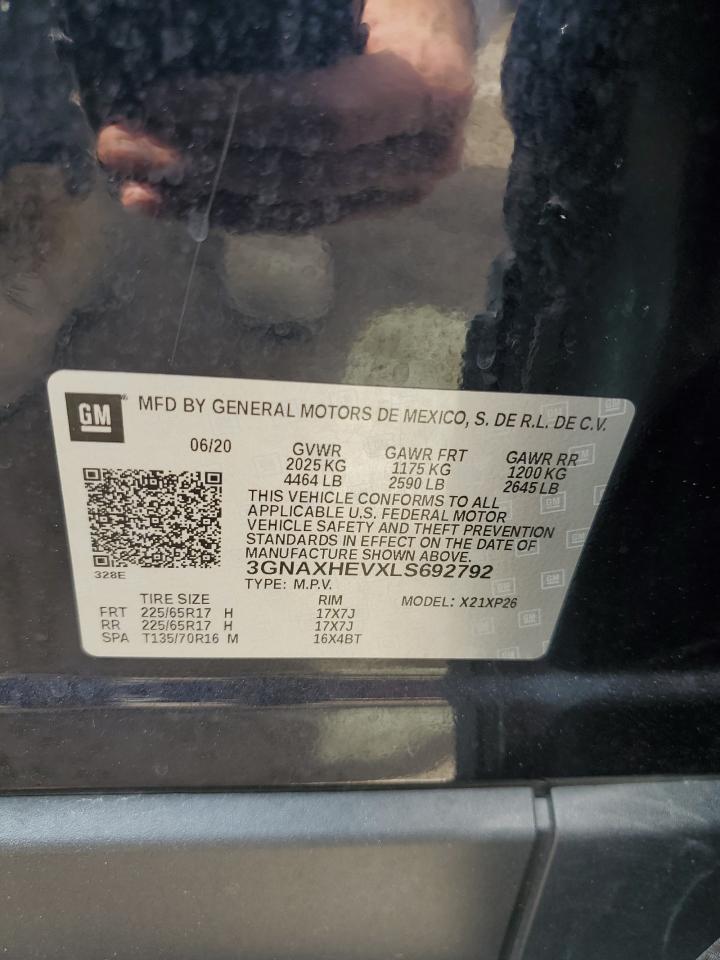 GM MFD BY GENERAL MOTORS DE MEXICO, S. DE R.L. DE C.V.
06/20 GVWR GAWR FRT GAWR RR
2025 KG 1175 KG 1200 KG
4464 LB 2590 LB 2645 LB
THIS VEHICLE CONFORMS TO ALL
APPLICABLE U.S. FEDERAL MOTOR
VEHICLE SAFETY AND THEFT PREVENTION
STANDARDS IN EFFECT ON THE DATE OF
MANUFACTURE SHOWN ABOVE.
328E 3GNAXHEVXLS692792
TYPE: M.P.V.
TIRE SIZE RIM MODEL: X21XP26
FRT 225/65R17 H 17X7J
RR 225/65R17 H 17X7J
SPA T135/70R16 M 16X4BT